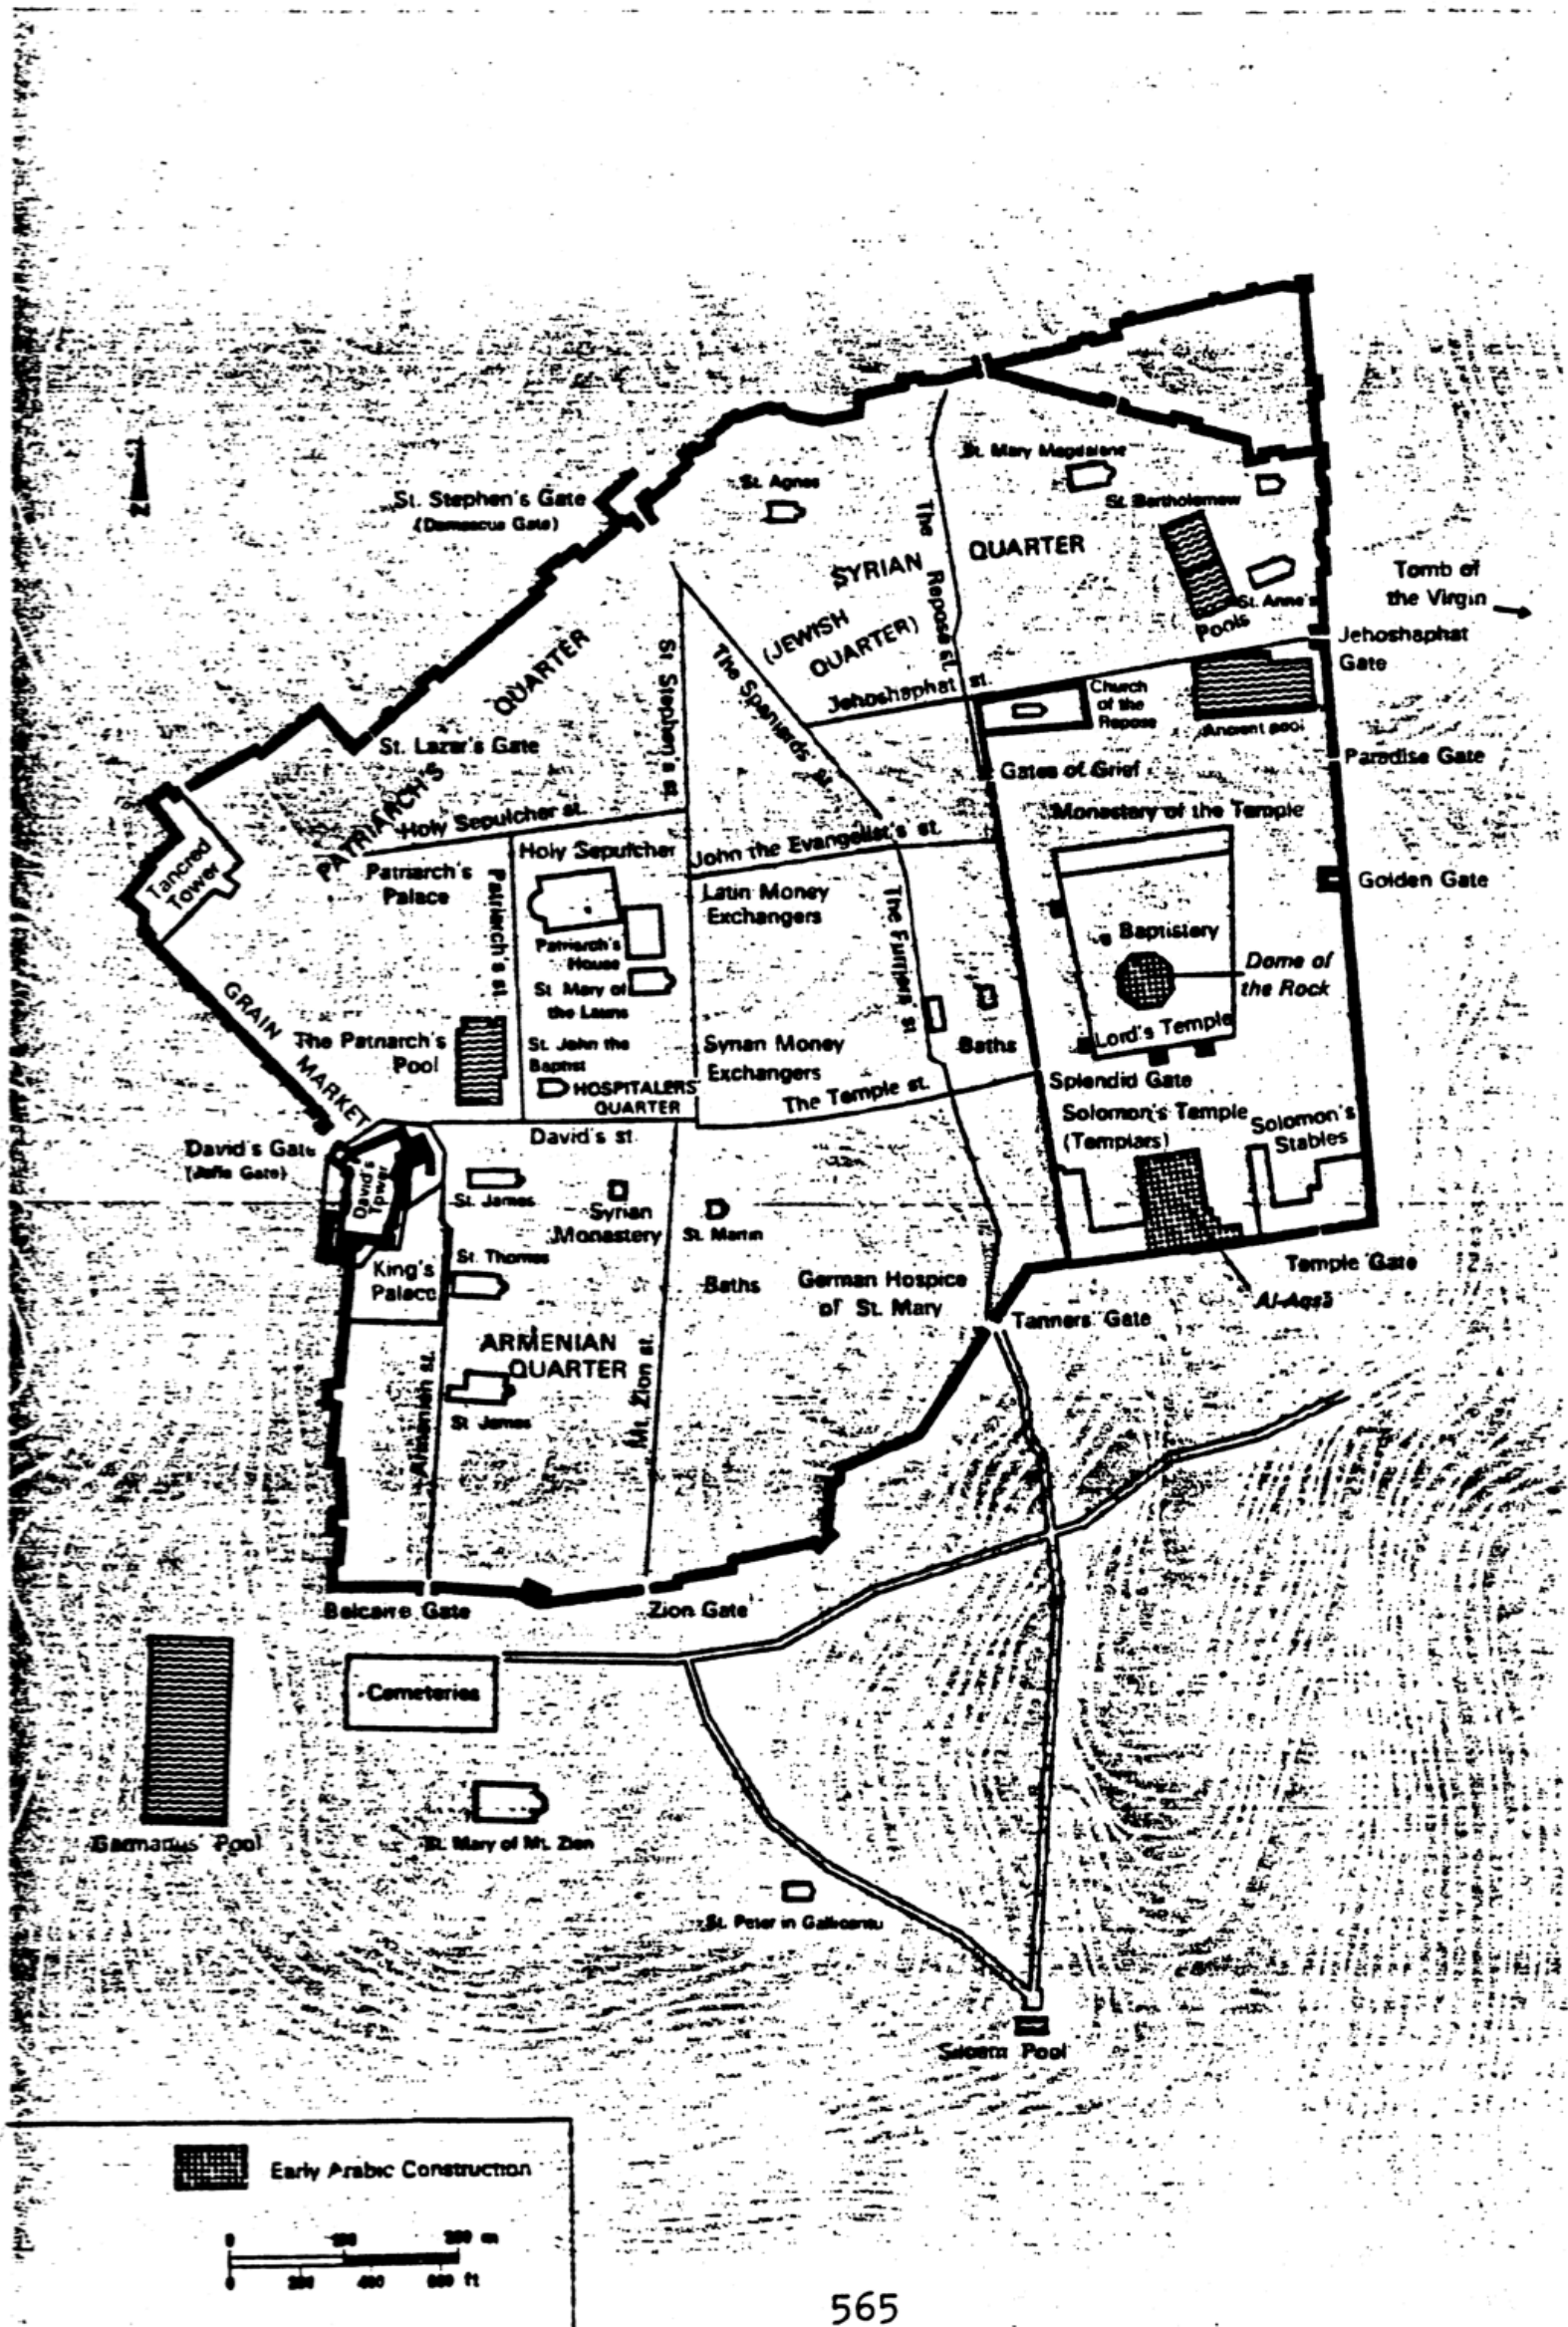 St. Mary Magdalene
St. Agnes
St. Stephen's Gate
(Damascus Gate)
St. Bartholomew
The Repose st.
SYRIAN
QUARTER
(JEWISH
QUARTER)
Tomb of
the Virgin
St. Anne's
Pools
Jehoshaphat
Gate
PATRIARCH'S
QUARTER
St Stephen's st.
The Spaniards st.
Jehoshaphat st.
Church
of the
Repose
Ancient pool
St. Lazar's Gate
Paradise Gate
Gates of Grief
Monastery of the Temple
Holy Sepulcher st.
Tancred
Tower
Holy Sepulcher
John the Evangelist's st.
Patriarch's
Palace
Patriarch's st.
Golden Gate
Latin Money
Exchangers
The Furriers' st
Baptistery
Patriarch's
House
Dome of
the Rock
St Mary of
the Latins
GRAIN
MARKET
The Patriarch's
Pool
St. John the
Baptist
Syrian Money
Exchangers
Baths
Lord's Temple
HOSPITALERS'
QUARTER
The Temple st.
Splendid Gate
Solomon's Temple
(Templars)
Solomon's
Stables
David's st
David's Gate
(Jaffa Gate)
David's
Tower
St. James
Syrian
Monastery
St. Martin
St. Thomas
King's
Palace
Baths
German Hospice
of St. Mary
Temple Gate
Al-Aqsā
Tanners' Gate
ARMENIAN
QUARTER
Armenian st.
Mt. Zion st.
St James
Belcayre Gate
Zion Gate
Cemeteries
Germanus' Pool
St. Mary of Mt. Zion
St. Peter in Gallicantu
Siloam Pool
Early Arabic Construction
0 100 200 m
0 200 400 600 ft
565
N